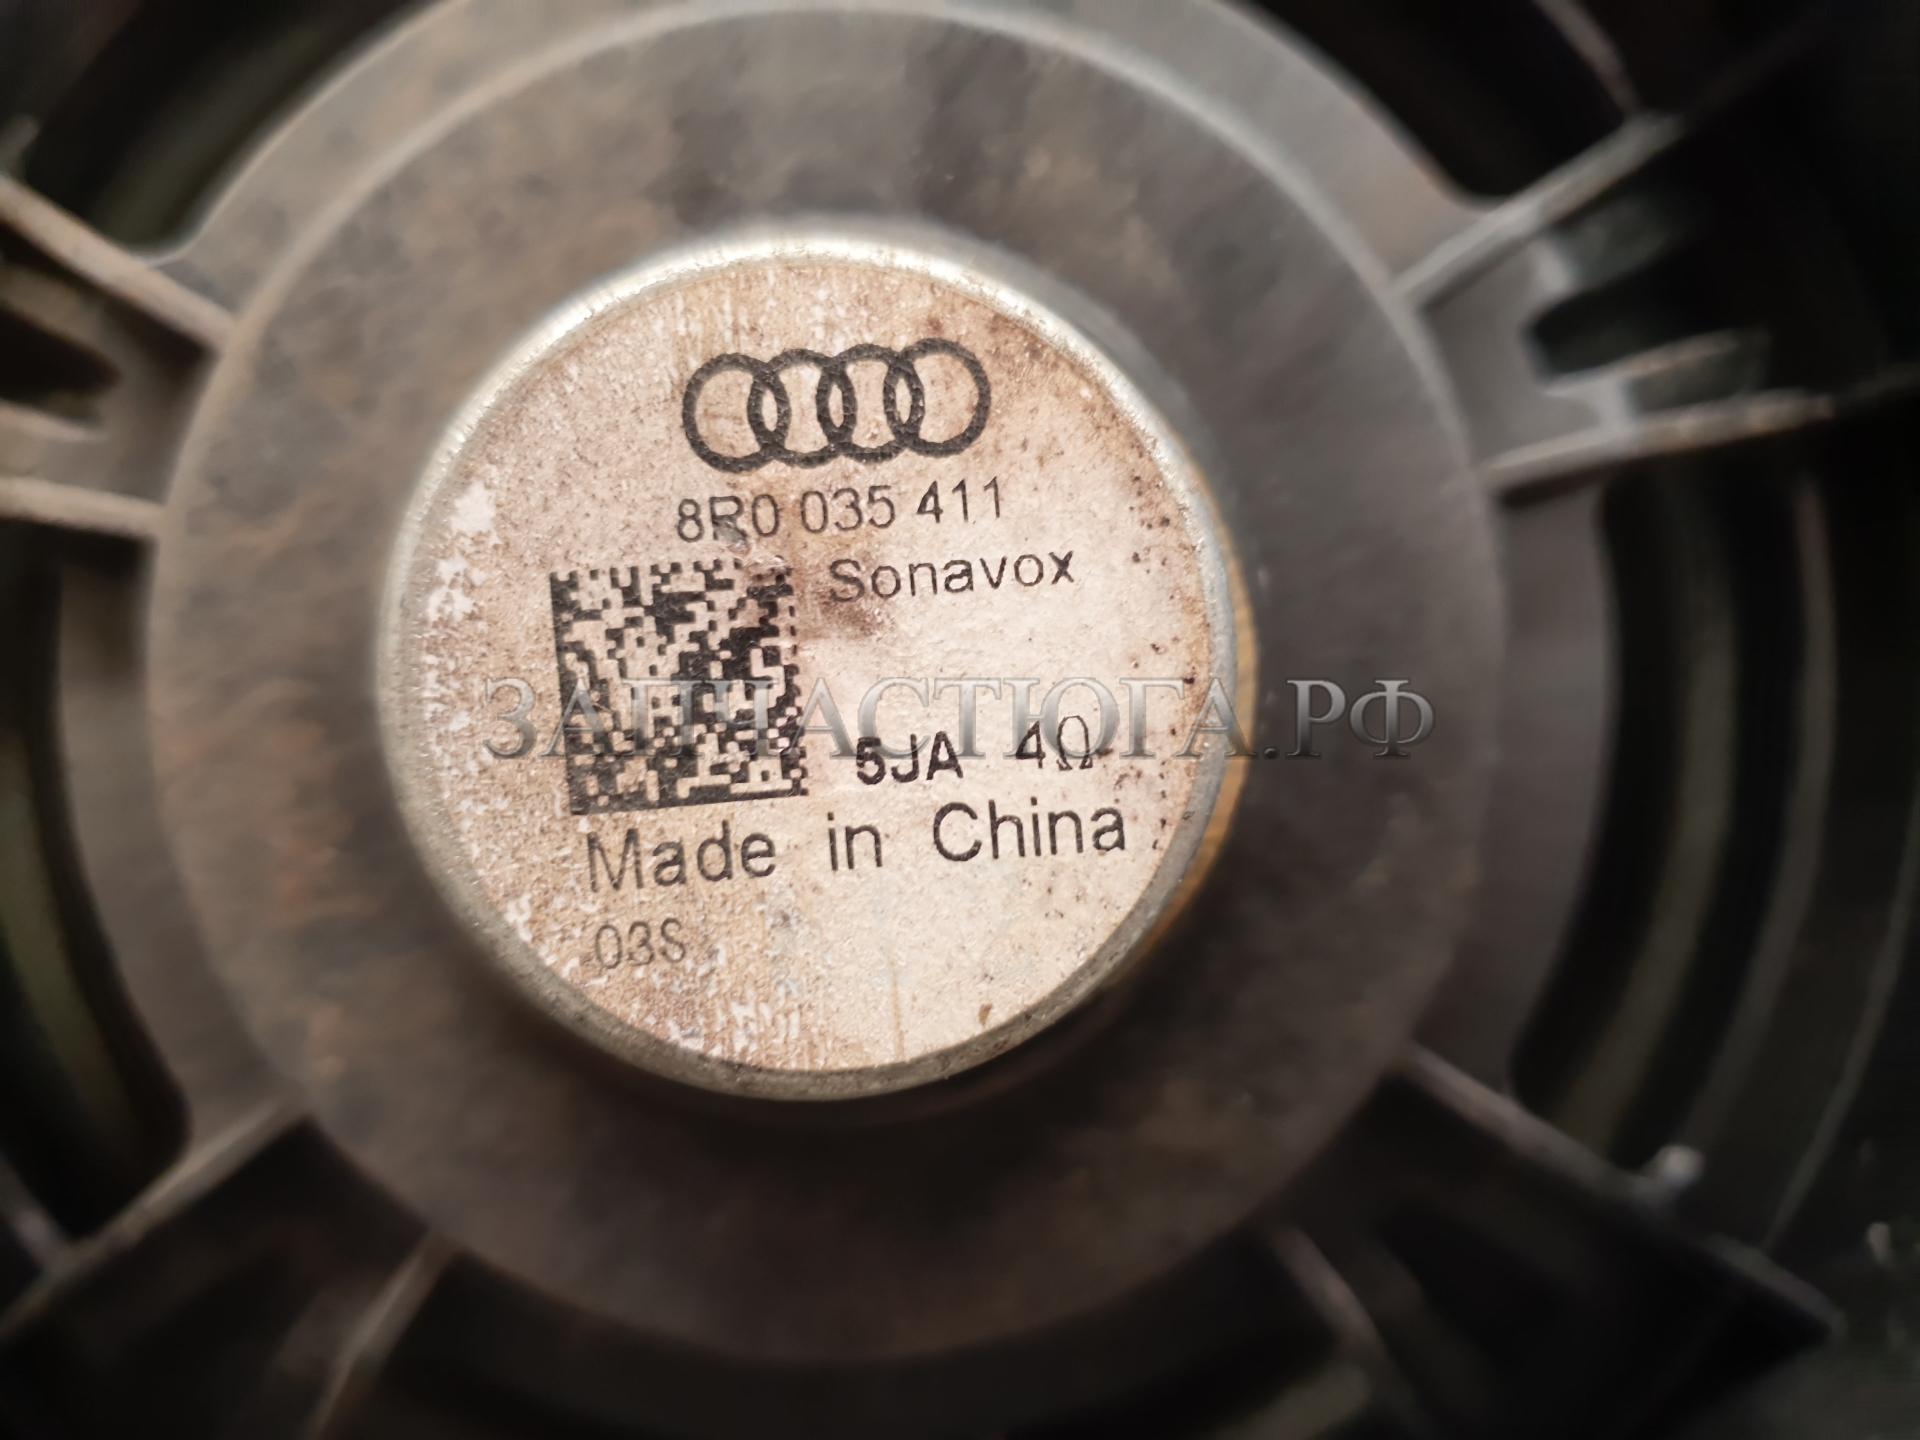 8R0 035 411
Sonavox
ЗАПЧАСТЮГА.РФ
5JA 4Ω
Made in China
03S